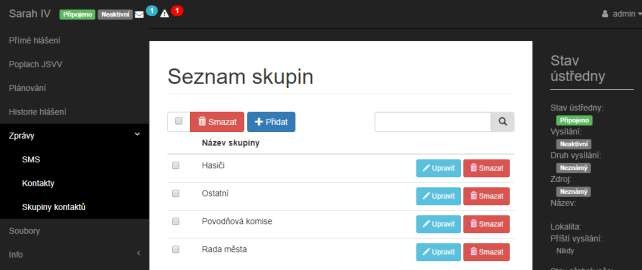 Sarah IV Připojeno Neaktivní 1 1 admin
Přímé hlášení
Poplach JSVV
Plánování
Historie hlášení
Zprávy
SMS
Kontakty
Skupiny kontaktů
Soubory
Info
Seznam skupin
Smazat Přidat
Název skupiny
Hasiči Upravit Smazat
Ostatní Upravit Smazat
Povodňová komise Upravit Smazat
Rada města Upravit Smazat
Stav
ústředny
Stav ústředny:
Připojeno
Vysílání:
Neaktivní
Druh vysílání:
Neznámý
Zdroj:
Neznámý
Název:
Lokalita:
Příští vysílání:
Nikdy